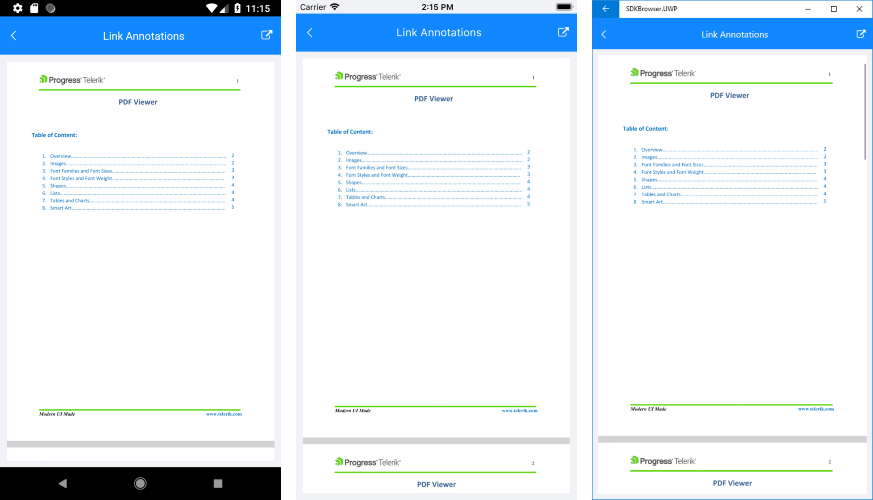 11:15
Link Annotations
Progress Telerik
1
PDF Viewer
Table of Content:
1. Overview 2
2. Images 2
3. Font Families and Font Sizes 3
4. Font Styles and Font Weight 3
5. Shapes 4
6. Lists 4
7. Tables and Charts 4
8. Smart Art 5
Modern UI Made www.telerik.com
Carrier 2:15 PM
Link Annotations
Progress Telerik
1
PDF Viewer
Table of Content:
1. Overview 2
2. Images 2
3. Font Families and Font Sizes 3
4. Font Styles and Font Weight 3
5. Shapes 4
6. Lists 4
7. Tables and Charts 4
8. Smart Art 5
Modern UI Made www.telerik.com
Progress Telerik
2
PDF Viewer
SDKBrowser.UWP
Link Annotations
Progress Telerik
1
PDF Viewer
Table of Content:
1. Overview 2
2. Images 2
3. Font Families and Font Sizes 3
4. Font Styles and Font Weight 3
5. Shapes 4
6. Lists 4
7. Tables and Charts 4
8. Smart Art 5
Modern UI Made www.telerik.com
Progress Telerik
2
PDF Viewer